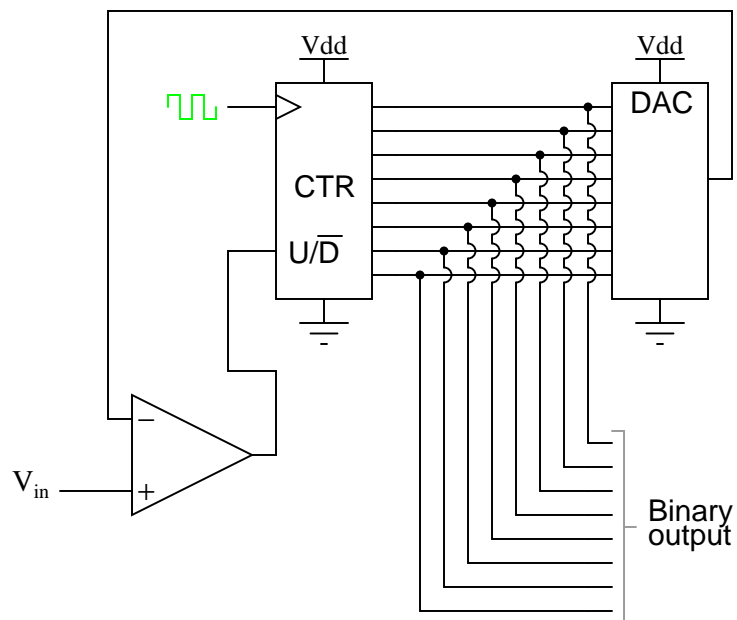 Vdd
Vdd
DAC
CTR
U/D̅
−
V_in
+
Binary
output